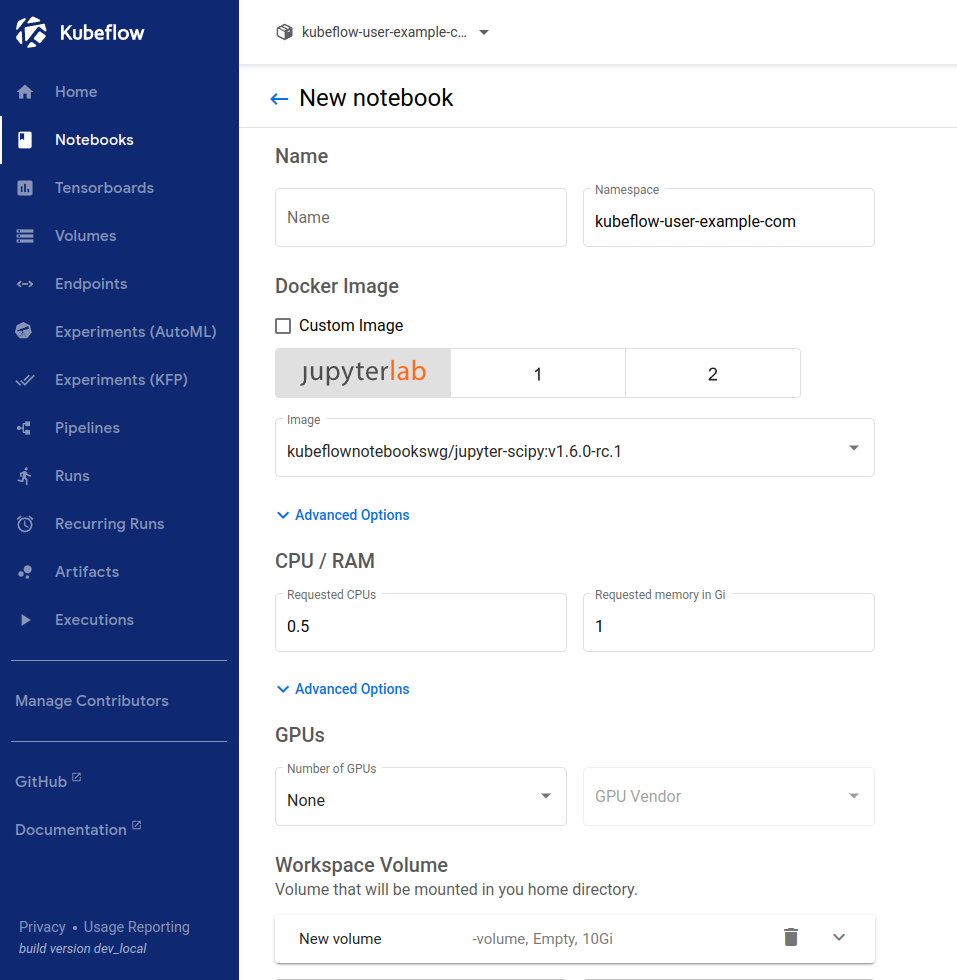 Kubeflow
kubeflow-user-example-c...
Home
Notebooks
Tensorboards
Volumes
Endpoints
Experiments (AutoML)
Experiments (KFP)
Pipelines
Runs
Recurring Runs
Artifacts
Executions
Manage Contributors
GitHub
Documentation
Privacy • Usage Reporting
build version dev_local
New notebook
Name
Name
Namespace
kubeflow-user-example-com
Docker Image
Custom Image
jupyterlab 1 2
Image
kubeflownotebookswg/jupyter-scipy:v1.6.0-rc.1
Advanced Options
CPU / RAM
Requested CPUs
0.5
Requested memory in Gi
1
Advanced Options
GPUs
Number of GPUs
None
GPU Vendor
Workspace Volume
Volume that will be mounted in you home directory.
New volume -volume, Empty, 10Gi